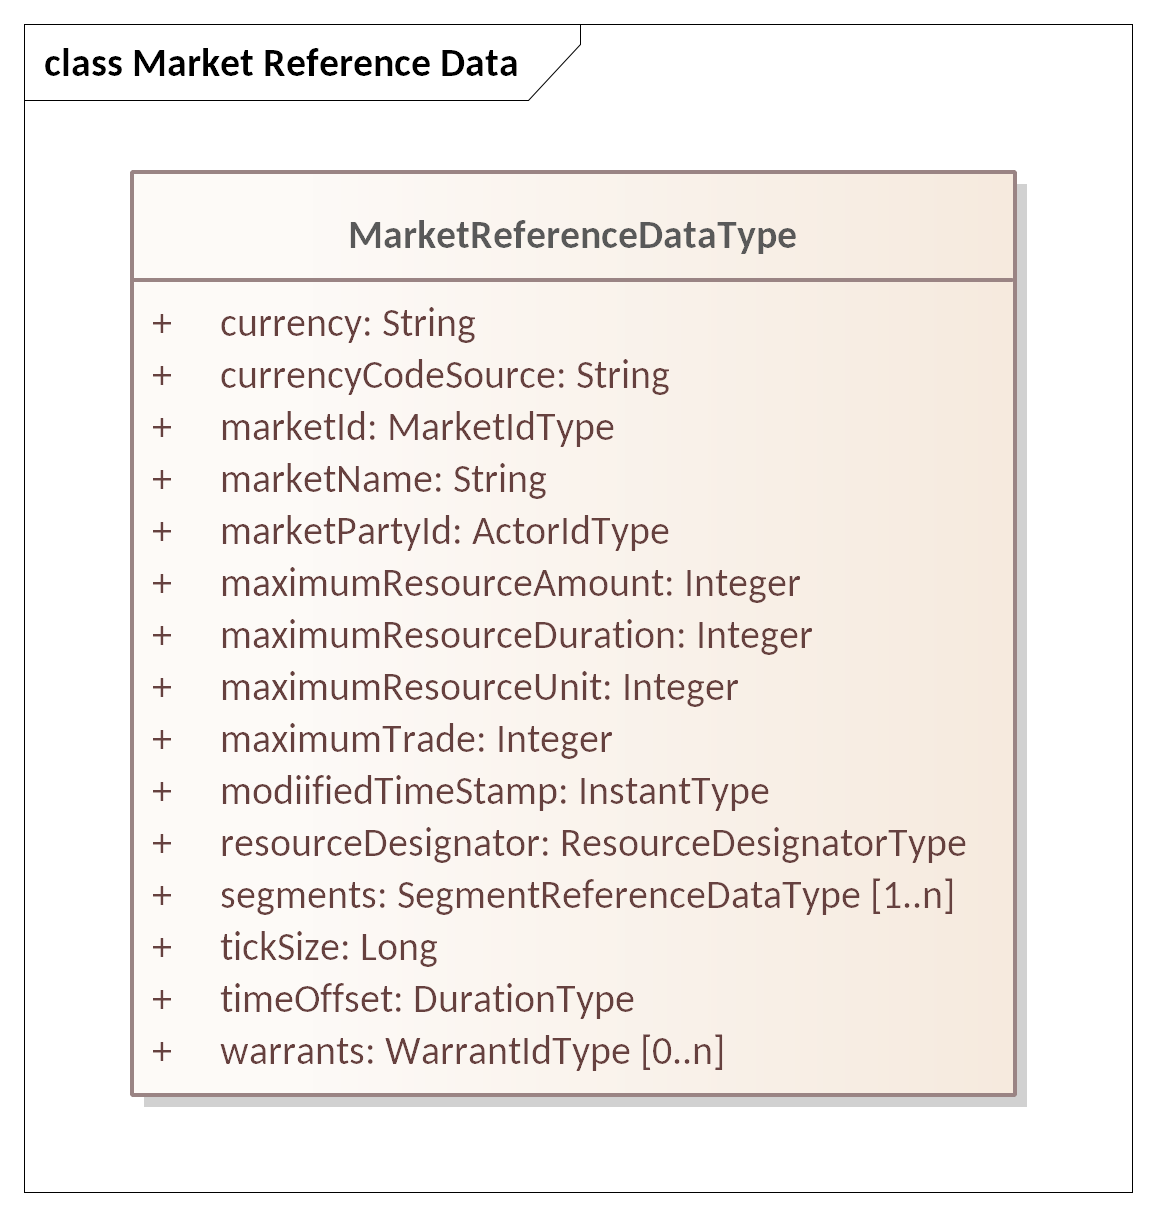 class Market Reference Data
MarketReferenceDataType
+ currency: String
+ currencyCodeSource: String
+ marketId: MarketIdType
+ marketName: String
+ marketPartyId: ActorIdType
+ maximumResourceAmount: Integer
+ maximumResourceDuration: Integer
+ maximumResourceUnit: Integer
+ maximumTrade: Integer
+ modiifiedTimeStamp: InstantType
+ resourceDesignator: ResourceDesignatorType
+ segments: SegmentReferenceDataType [1..n]
+ tickSize: Long
+ timeOffset: DurationType
+ warrants: WarrantIdType [0..n]